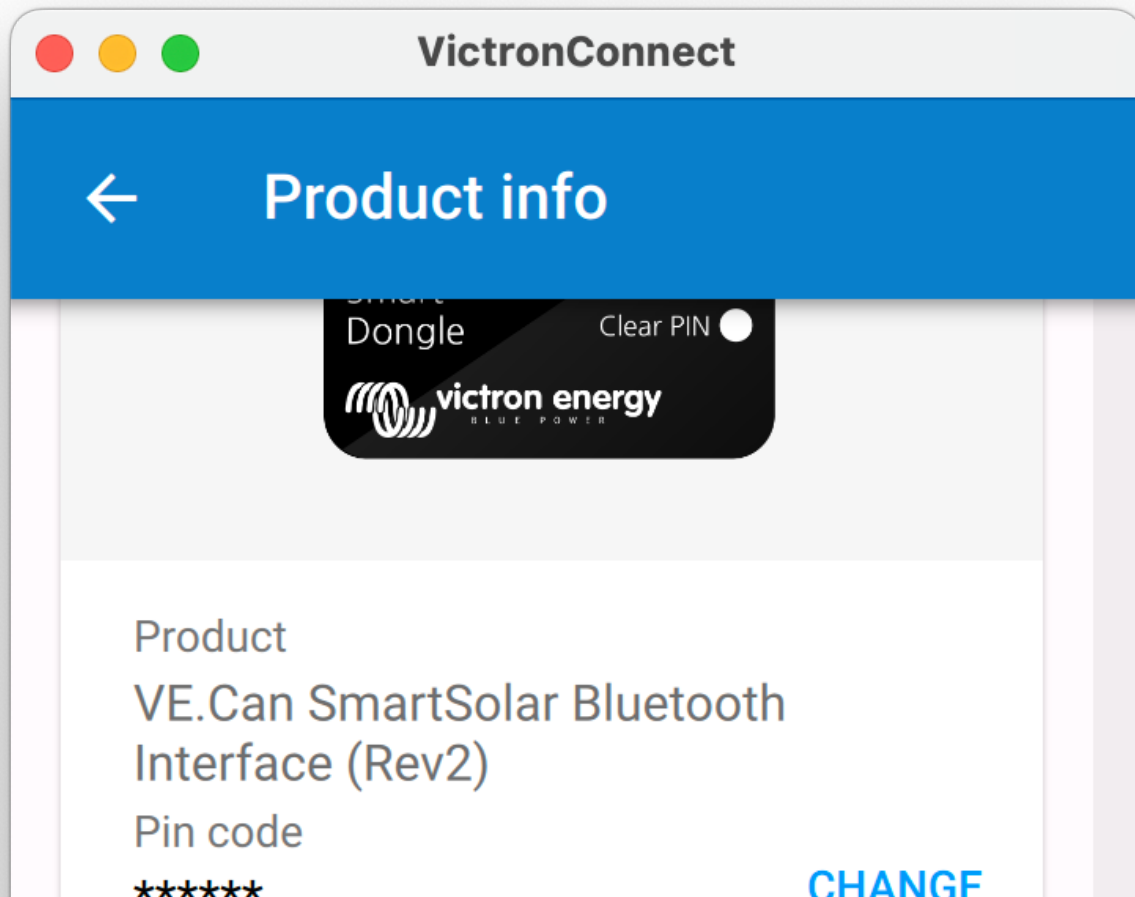 VictronConnect
Product info
Dongle
Clear PIN
victron energy
BLUE POWER
Product
VE.Can SmartSolar Bluetooth
Interface (Rev2)
Pin code
******
CHANGE